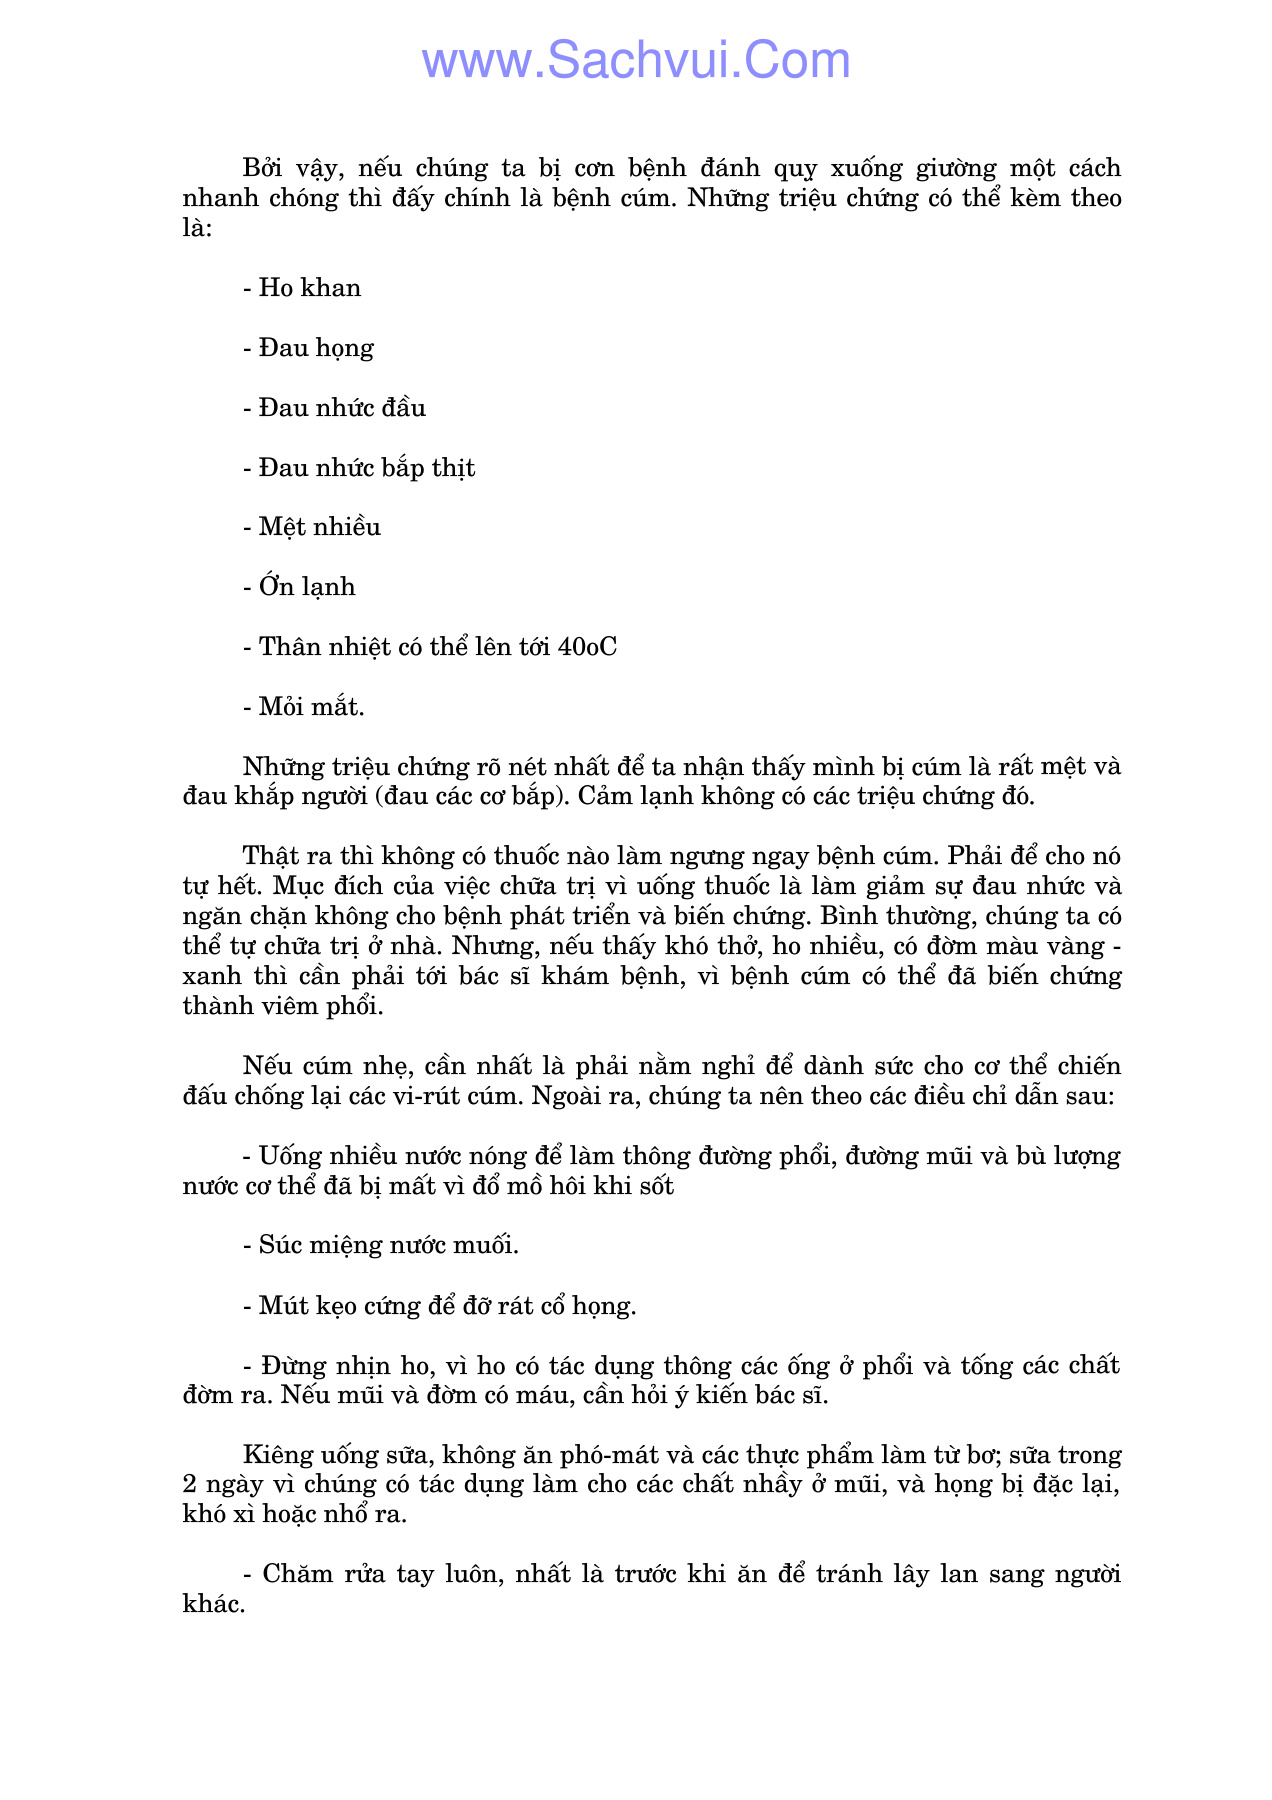 www.Sachvui.Com
Bởi vậy, nếu chúng ta bị cơn bệnh đánh quỵ xuống giường một cách
nhanh chóng thì đấy chính là bệnh cúm. Những triệu chứng có thể kèm theo
là:
- Ho khan
- Đau họng
- Đau nhức đầu
- Đau nhức bắp thịt
- Mệt nhiều
- Ớn lạnh
- Thân nhiệt có thể lên tới 40oC
- Mỏi mắt.
Những triệu chứng rõ nét nhất để ta nhận thấy mình bị cúm là rất mệt và
đau khắp người (đau các cơ bắp). Cảm lạnh không có các triệu chứng đó.
Thật ra thì không có thuốc nào làm ngưng ngay bệnh cúm. Phải để cho nó
tự hết. Mục đích của việc chữa trị vì uống thuốc là làm giảm sự đau nhức và
ngăn chặn không cho bệnh phát triển và biến chứng. Bình thường, chúng ta có
thể tự chữa trị ở nhà. Nhưng, nếu thấy khó thở, ho nhiều, có đờm màu vàng -
xanh thì cần phải tới bác sĩ khám bệnh, vì bệnh cúm có thể đã biến chứng
thành viêm phổi.
Nếu cúm nhẹ, cần nhất là phải nằm nghỉ để dành sức cho cơ thể chiến
đấu chống lại các vi-rút cúm. Ngoài ra, chúng ta nên theo các điều chỉ dẫn sau:
- Uống nhiều nước nóng để làm thông đường phổi, đường mũi và bù lượng
nước cơ thể đã bị mất vì đổ mồ hôi khi sốt
- Súc miệng nước muối.
- Mút kẹo cứng để đỡ rát cổ họng.
- Đừng nhịn ho, vì ho có tác dụng thông các ống ở phổi và tống các chất
đờm ra. Nếu mũi và đờm có máu, cần hỏi ý kiến bác sĩ.
Kiêng uống sữa, không ăn phó-mát và các thực phẩm làm từ bơ; sữa trong
2 ngày vì chúng có tác dụng làm cho các chất nhầy ở mũi, và họng bị đặc lại,
khó xì hoặc nhổ ra.
- Chăm rửa tay luôn, nhất là trước khi ăn để tránh lây lan sang người
khác.